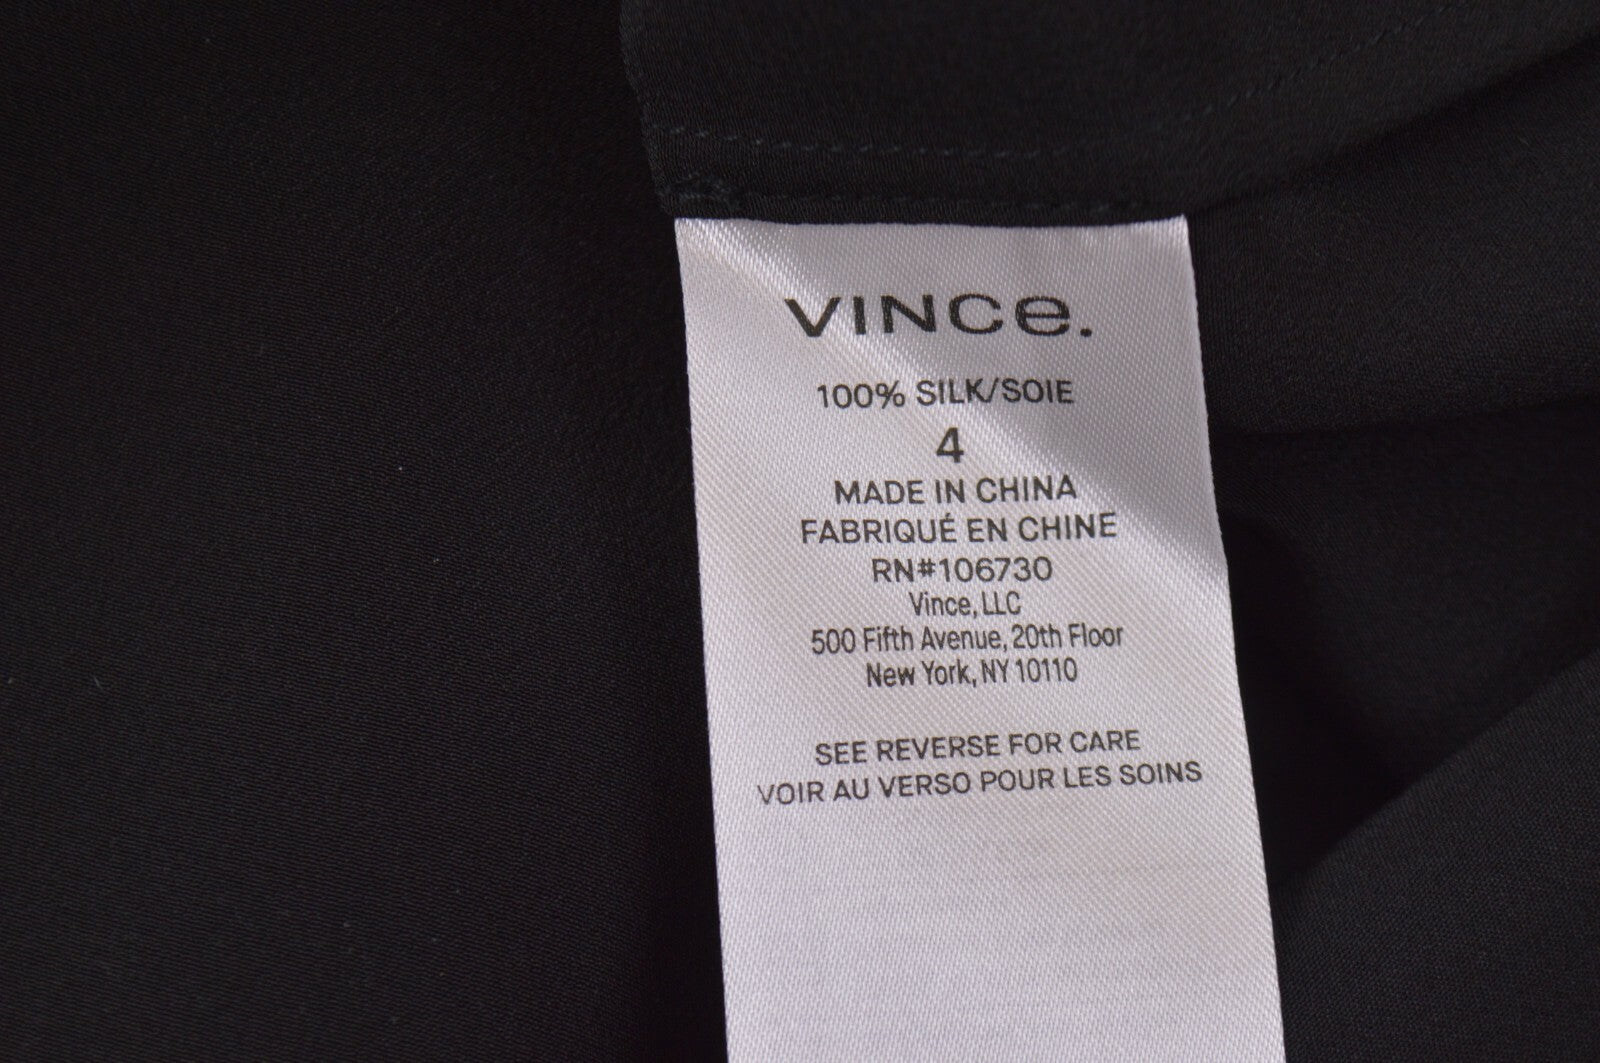 VINCe.
100% SILK/SOIE
4
MADE IN CHINA
FABRIQUÉ EN CHINE
RN#106730
Vince, LLC
500 Fifth Avenue, 20th Floor
New York, NY 10110
SEE REVERSE FOR CARE
VOIR AU VERSO POUR LES SOINS